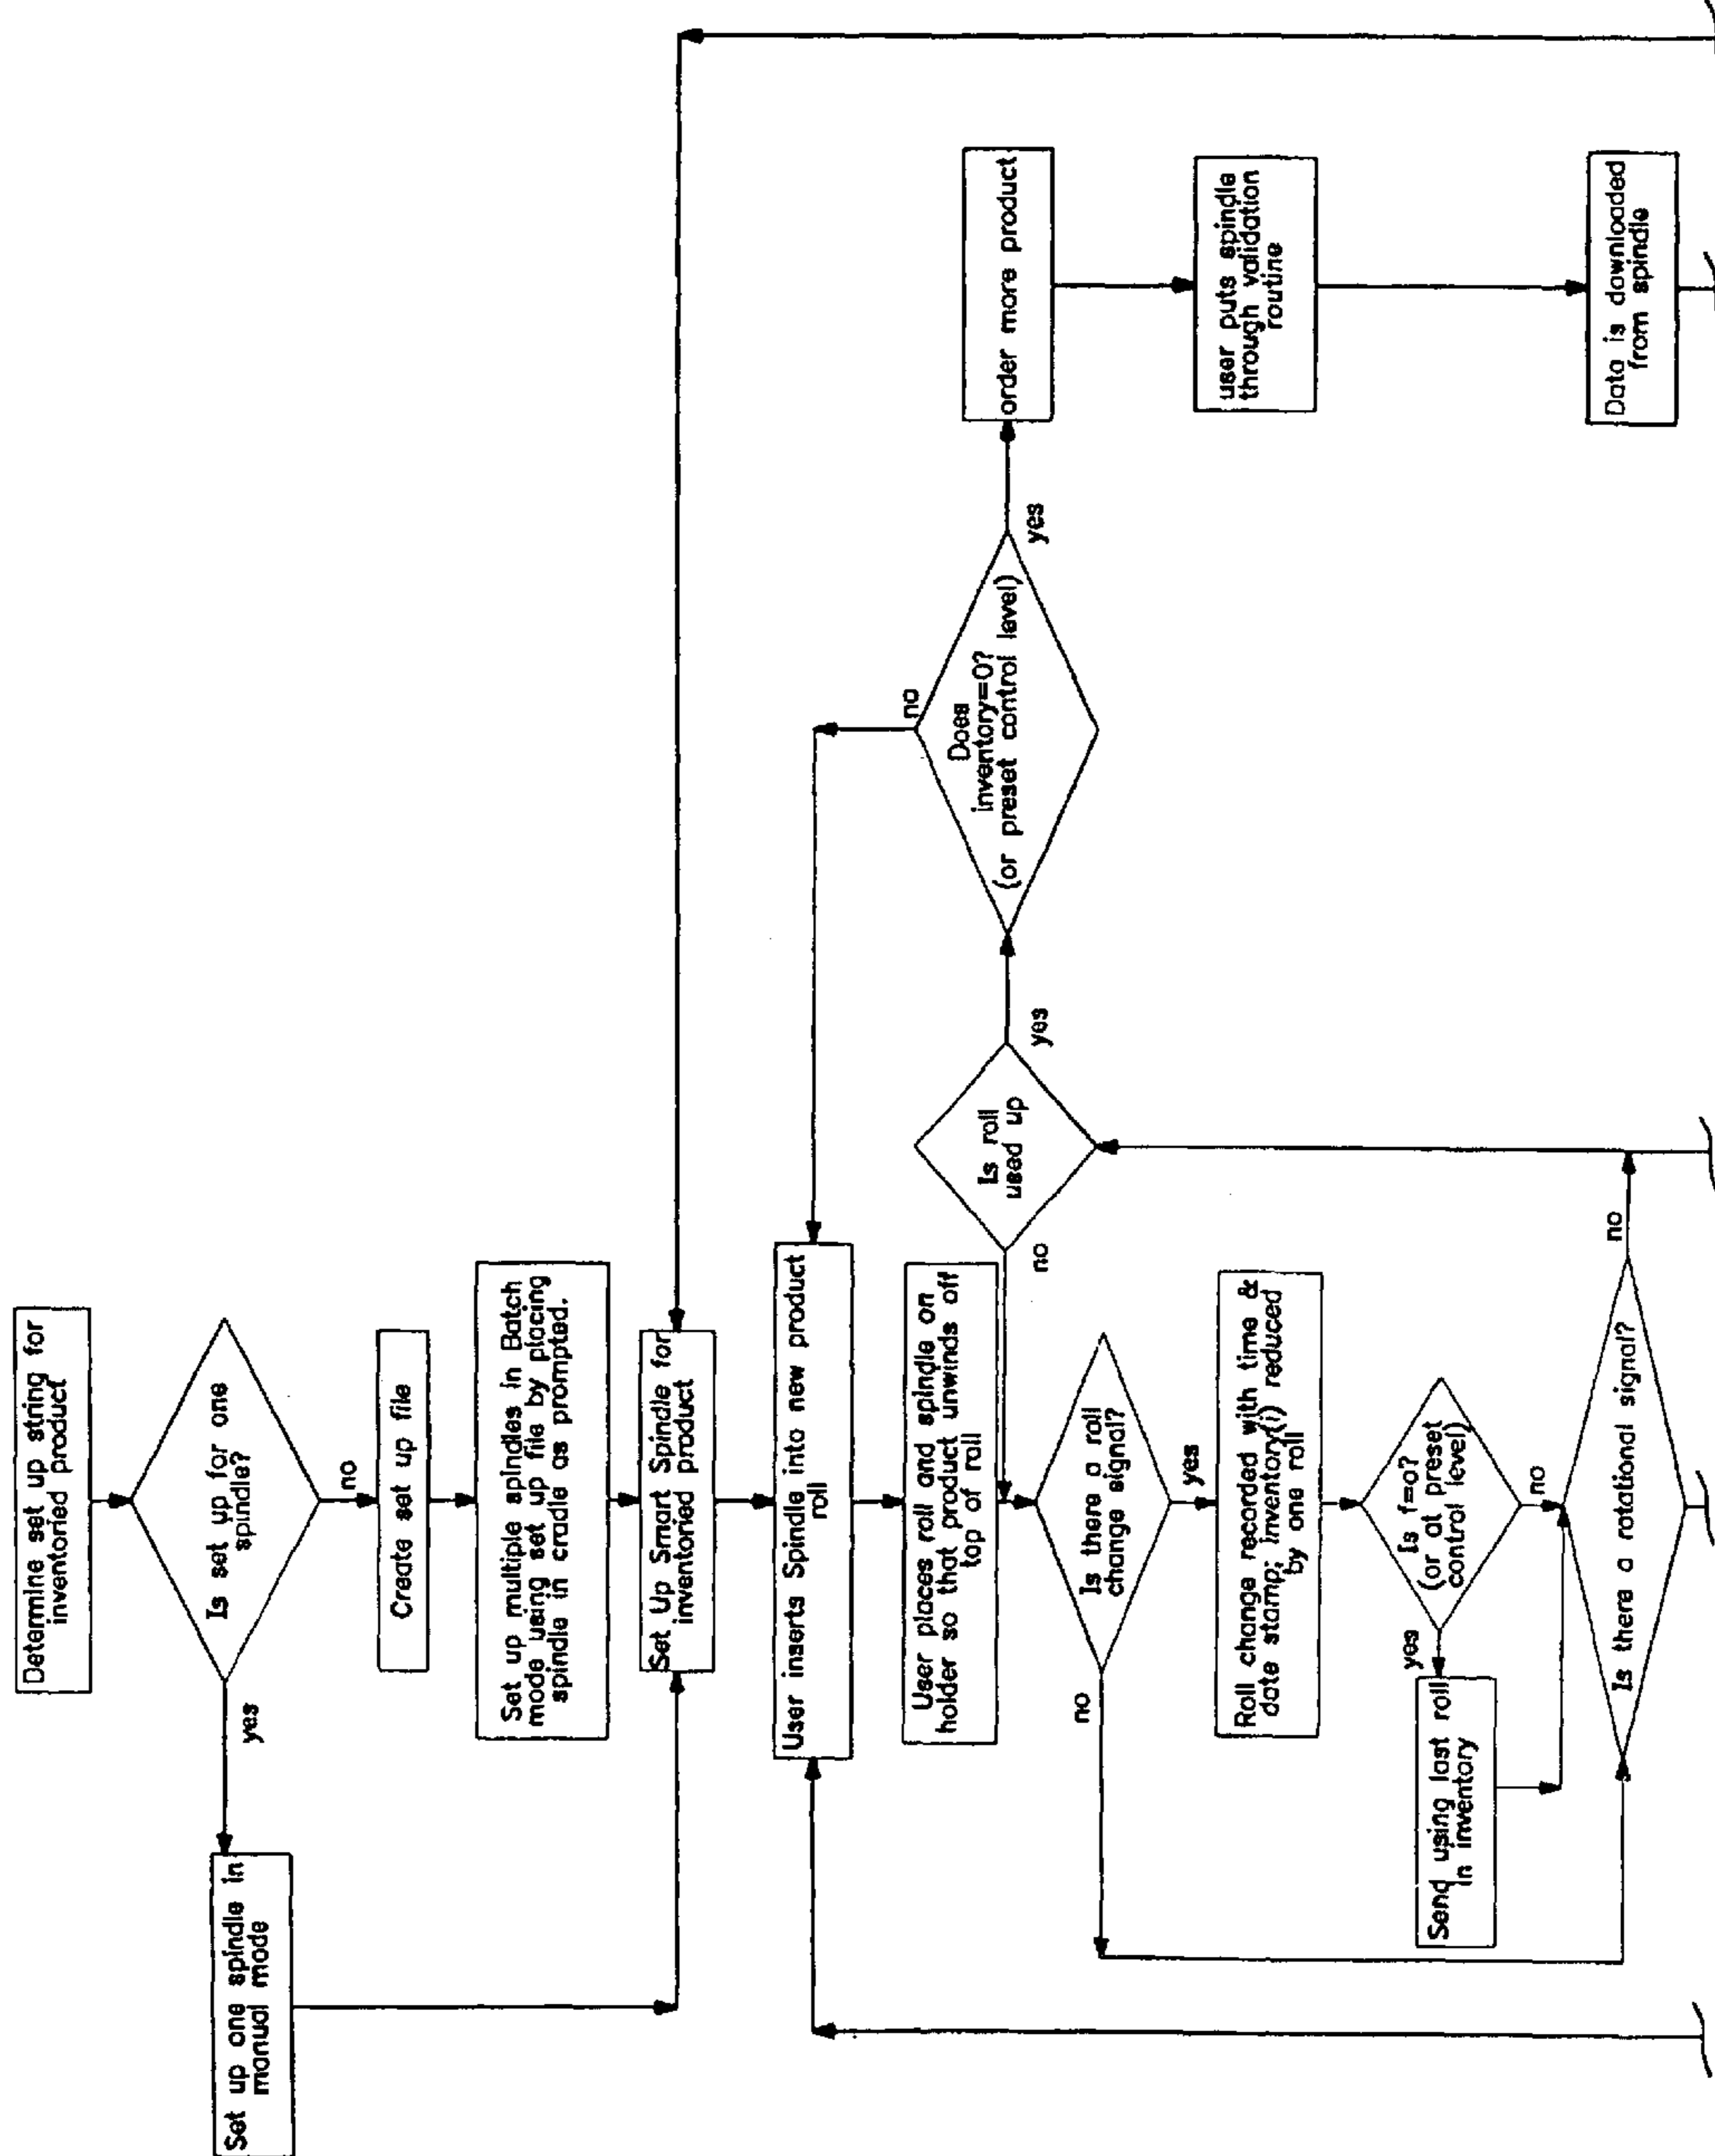 Determine set up string for
inventoried product
Is set up for one
spindle?
yes
no
Set up one spindle in
manual mode
Create set up file
Set up multiple spindles in Batch
mode using set up file by placing
spindle in cradle as prompted.
Set Up Smart Spindle for
inventoried product
User inserts Spindle into new product
roll
User places roll and spindle on
holder so that product unwinds off
top of roll
Is there a roll
change signal?
no
yes
Roll change recorded with time &
date stamp; inventory(i) reduced
by one roll
Is f=o?
(or at preset
control level)
yes
no
Send using last roll
in inventory
Is there a rotational signal?
no
Is roll
used up
no
yes
Does
inventory=0?
(or preset control level)
no
yes
order more product
user puts spindle
through validation
routine
Data is downloaded
from spindle